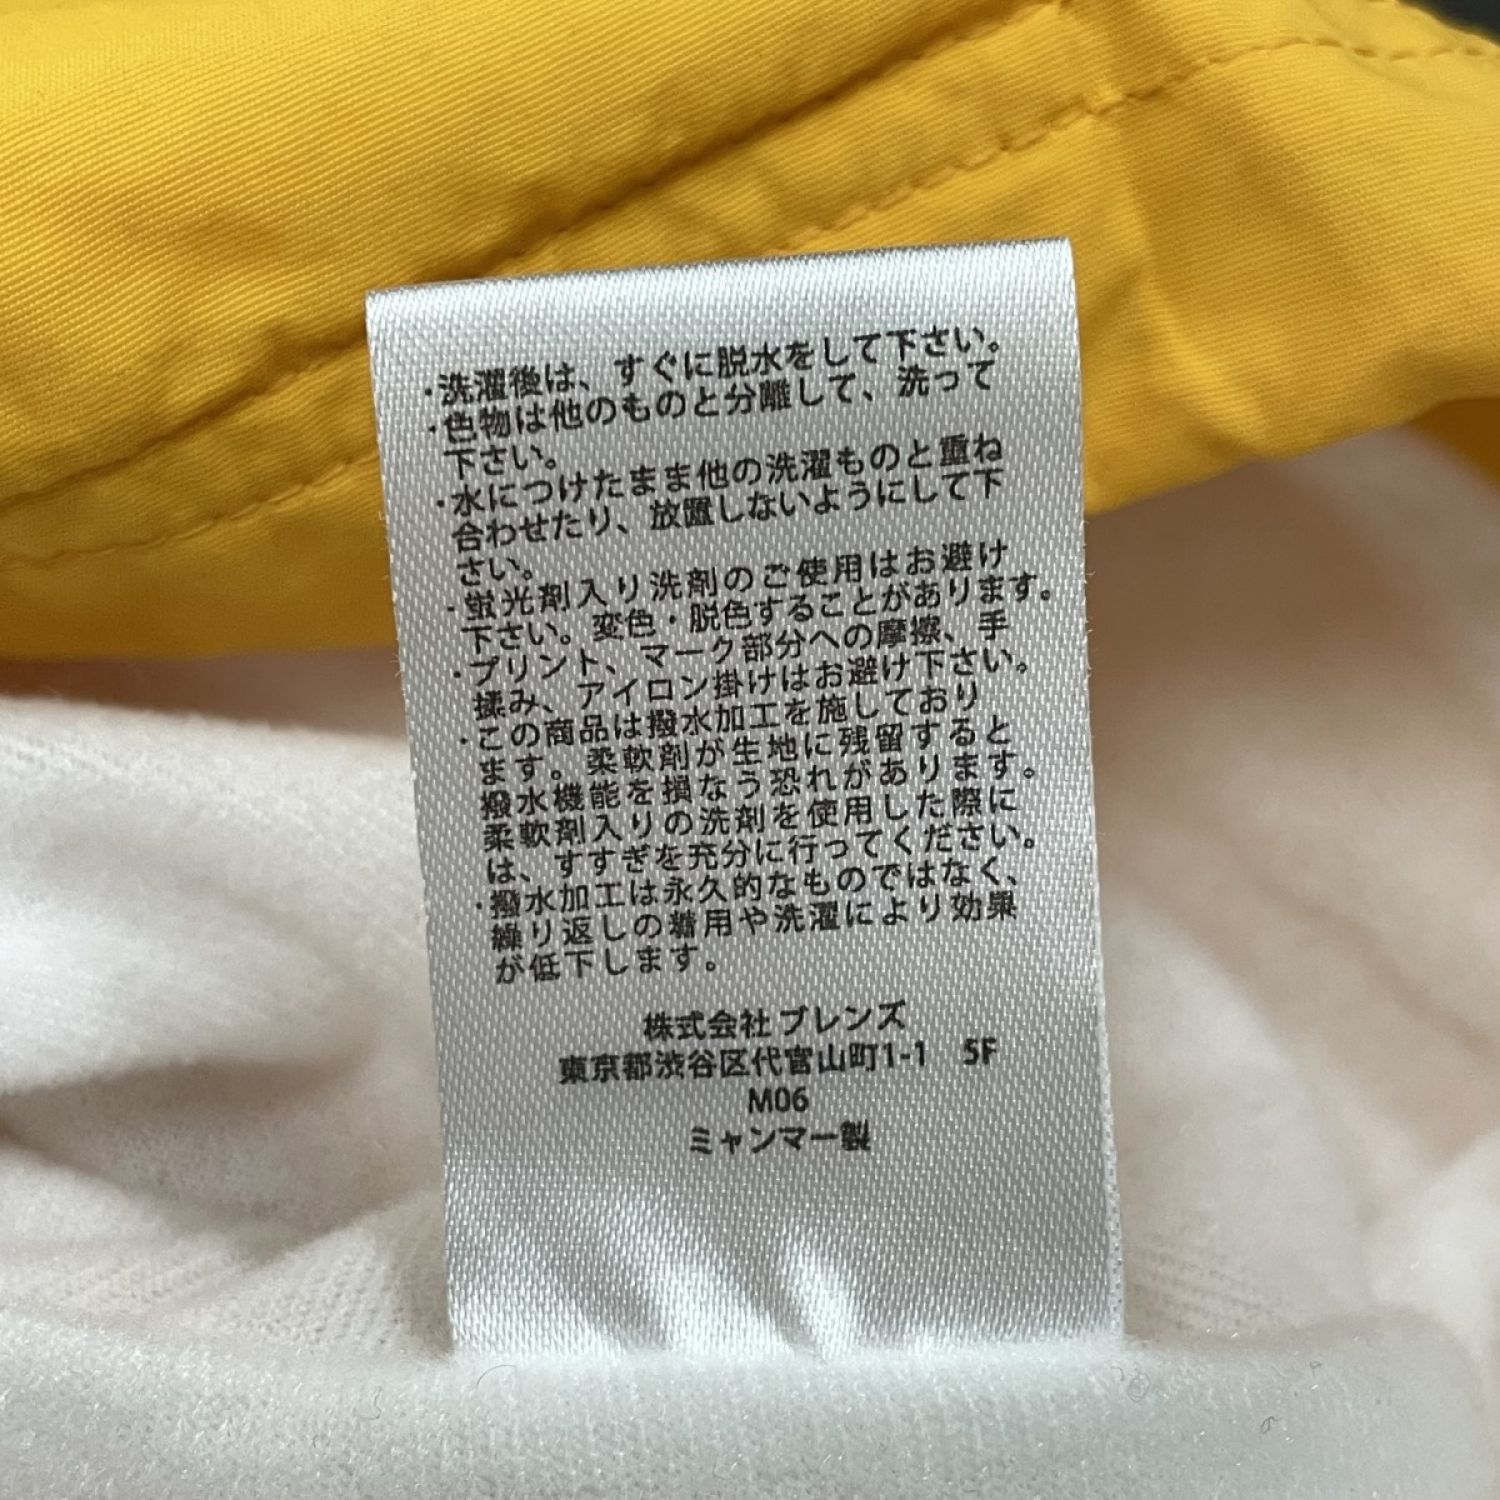 ・洗濯後は、すぐに脱水をして下さい。
・色物は他のものと分離して、洗って
下さい。
・水につけたまま他の洗濯ものと重ね
合わせたり、放置しないようにして下
さい。
・蛍光剤入り洗剤のご使用はお避け
下さい。変色・脱色することがあります。
・プリント、マーク部分への摩擦、手
揉み、アイロン掛けはお避け下さい。
・この商品は撥水加工を施しており
ます。柔軟剤が生地に残留すると
撥水機能を損なう恐れがあります。
柔軟剤入りの洗剤を使用した際に
は、すすぎを充分に行ってください。
・撥水加工は永久的なものではなく、
繰り返しの着用や洗濯により効果
が低下します。
株式会社 ブレンズ
東京都渋谷区代官山町1-1 5F
M06
ミャンマー製